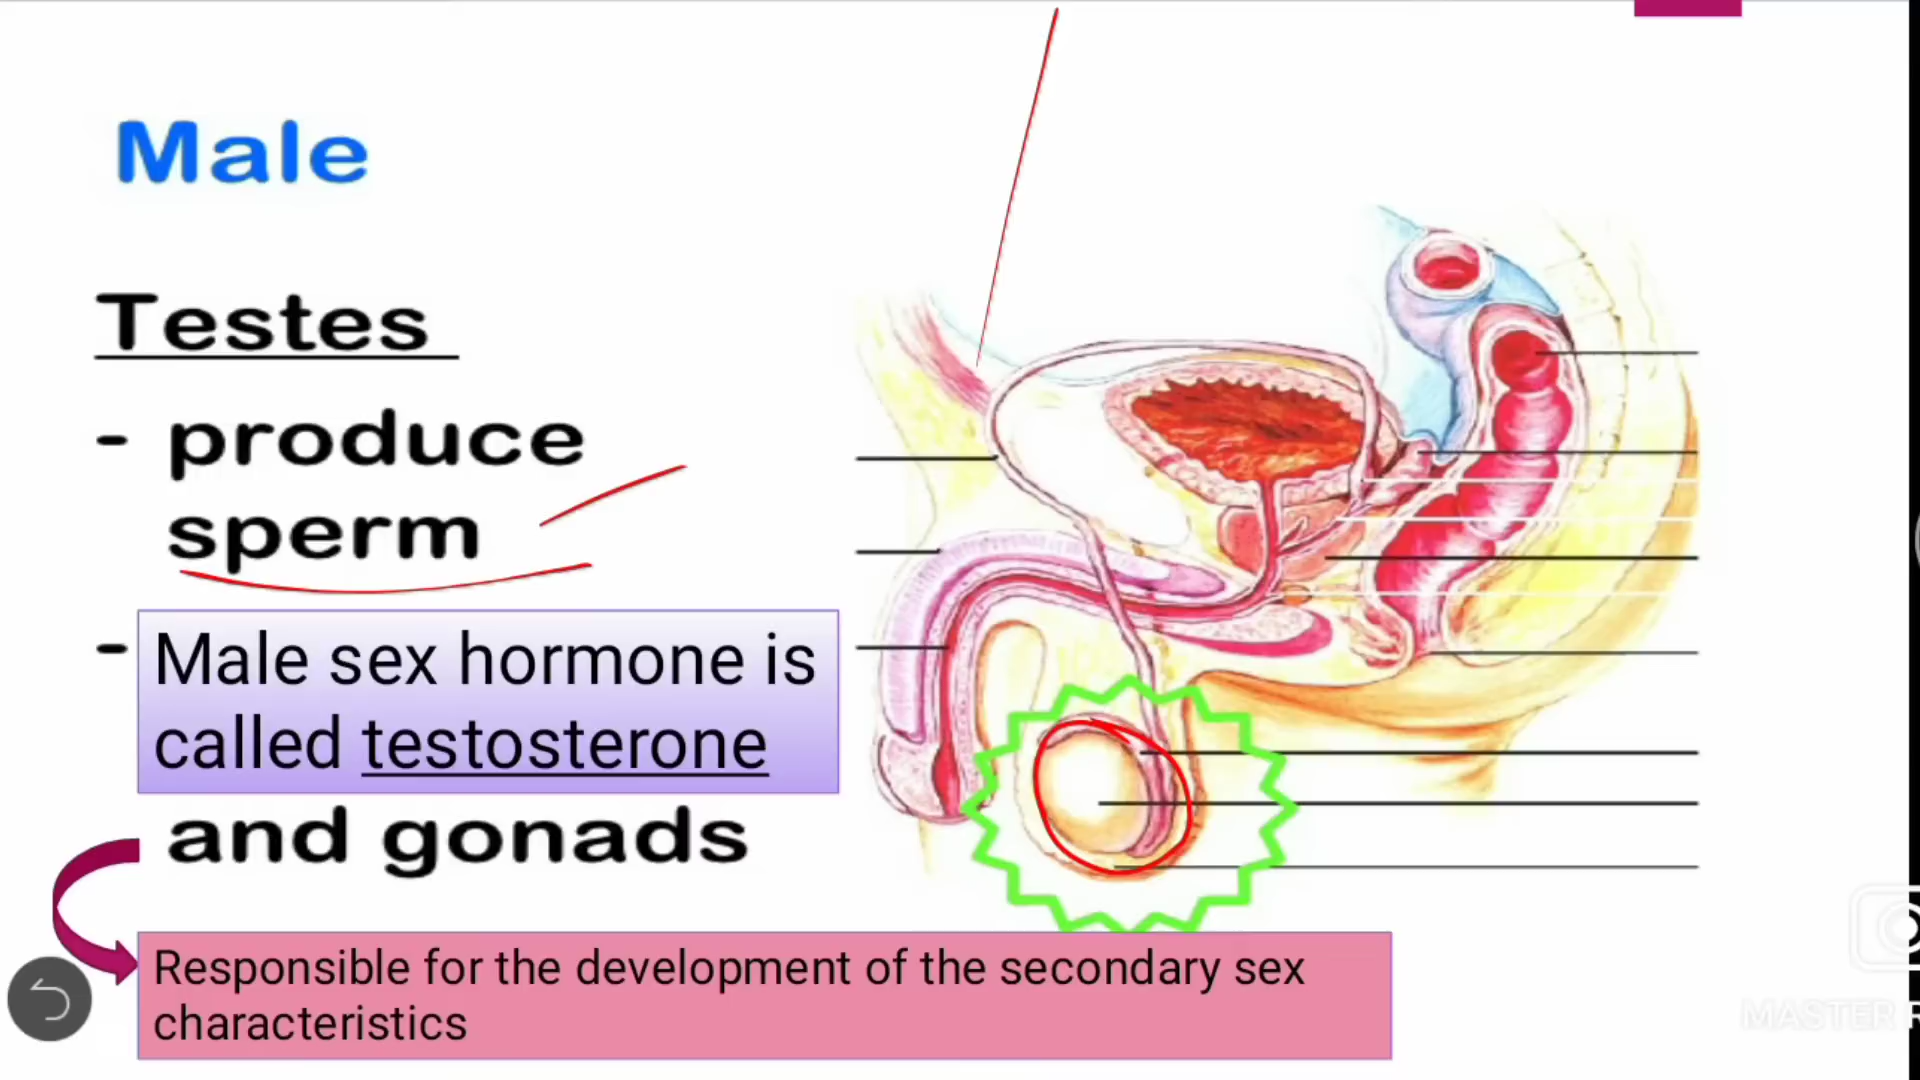 Male
Testes
- produce
sperm
- Male sex hormone is
called testosterone
and gonads
Responsible for the development of the secondary sex
characteristics
MASTER